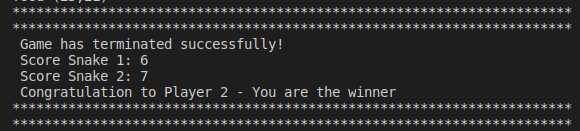 **********************************************************************
**********************************************************************
Game has terminated successfully!
Score Snake 1: 6
Score Snake 2: 7
Congratulation to Player 2 - You are the winner
**********************************************************************
**********************************************************************